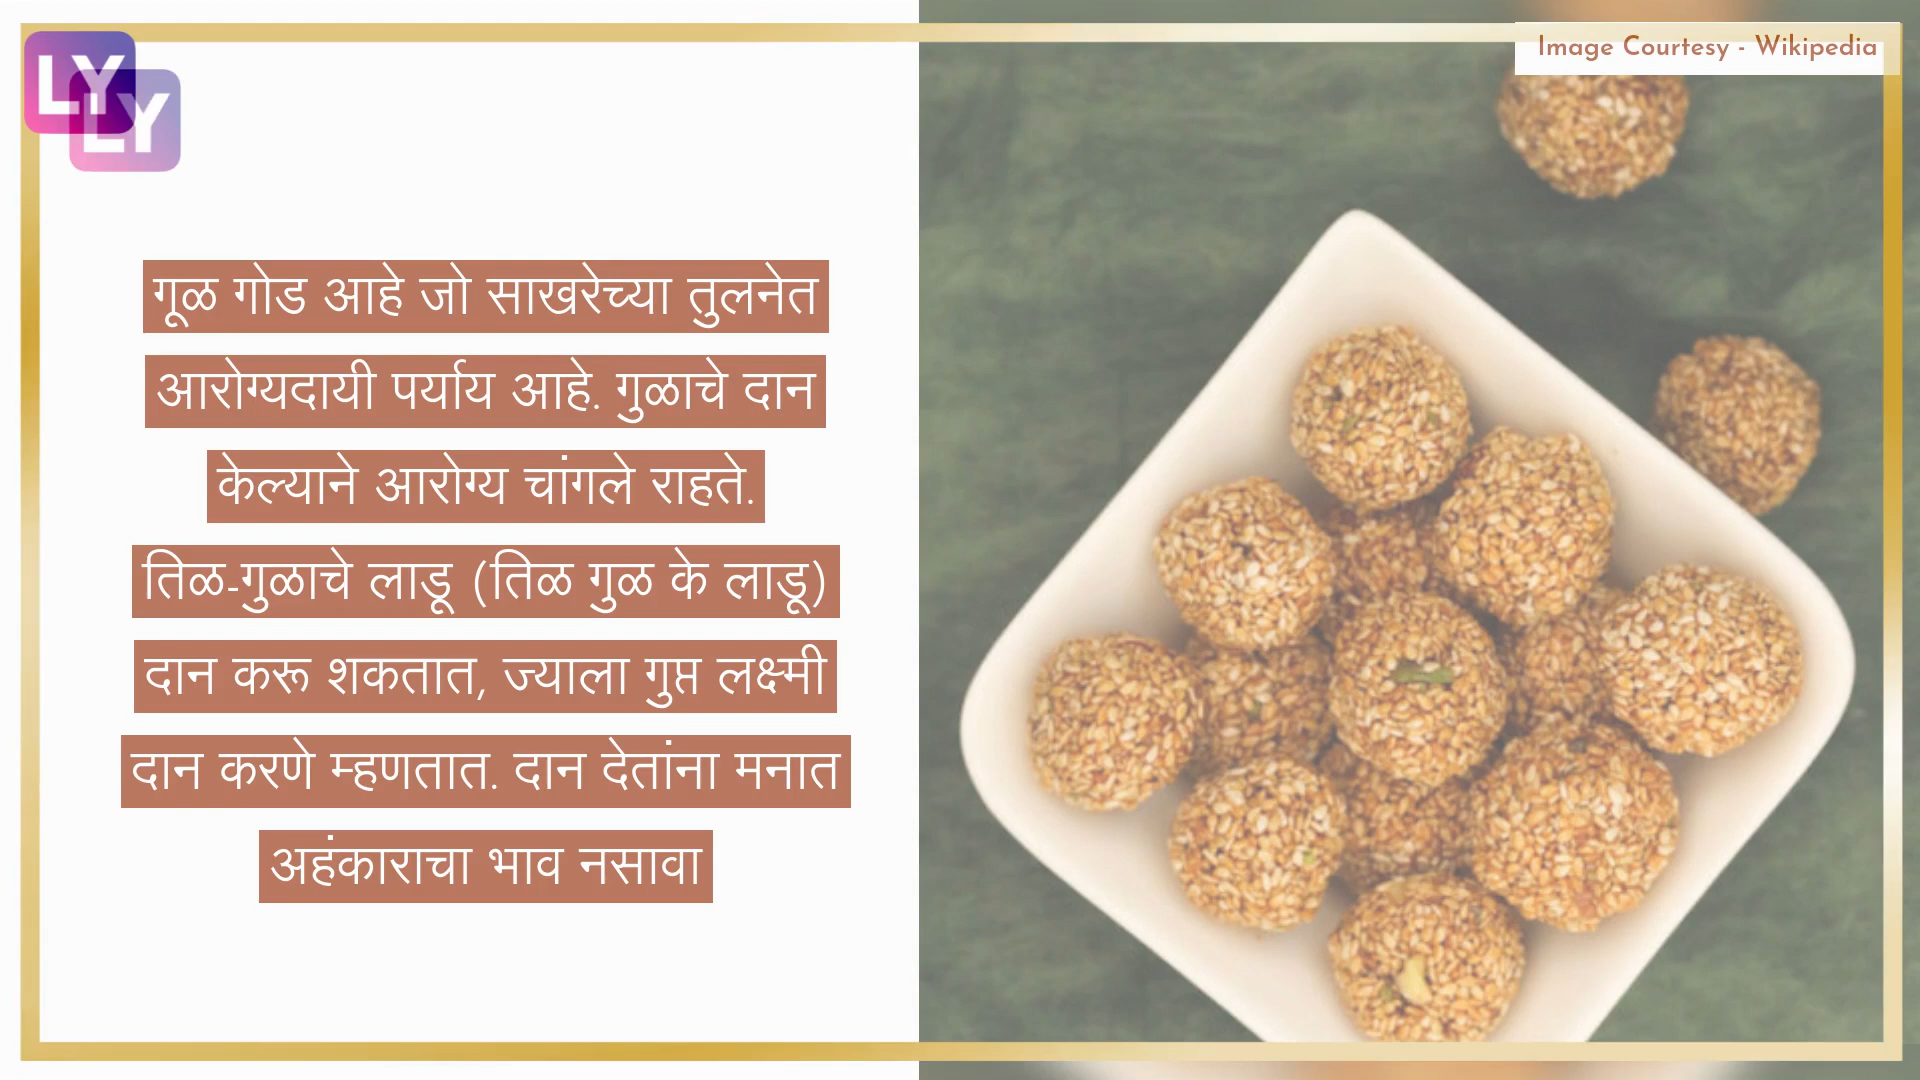 LY
LY
Image Courtesy - Wikipedia
गूळ गोड आहे जो साखरेच्या तुलनेत
आरोग्यदायी पर्याय आहे. गुळाचे दान
केल्याने आरोग्य चांगले राहते.
तिळ-गुळाचे लाडू (तिळ गुळ के लाडू)
दान करू शकतात, ज्याला गुप्त लक्ष्मी
दान करणे म्हणतात. दान देतांना मनात
अहंकाराचा भाव नसावा